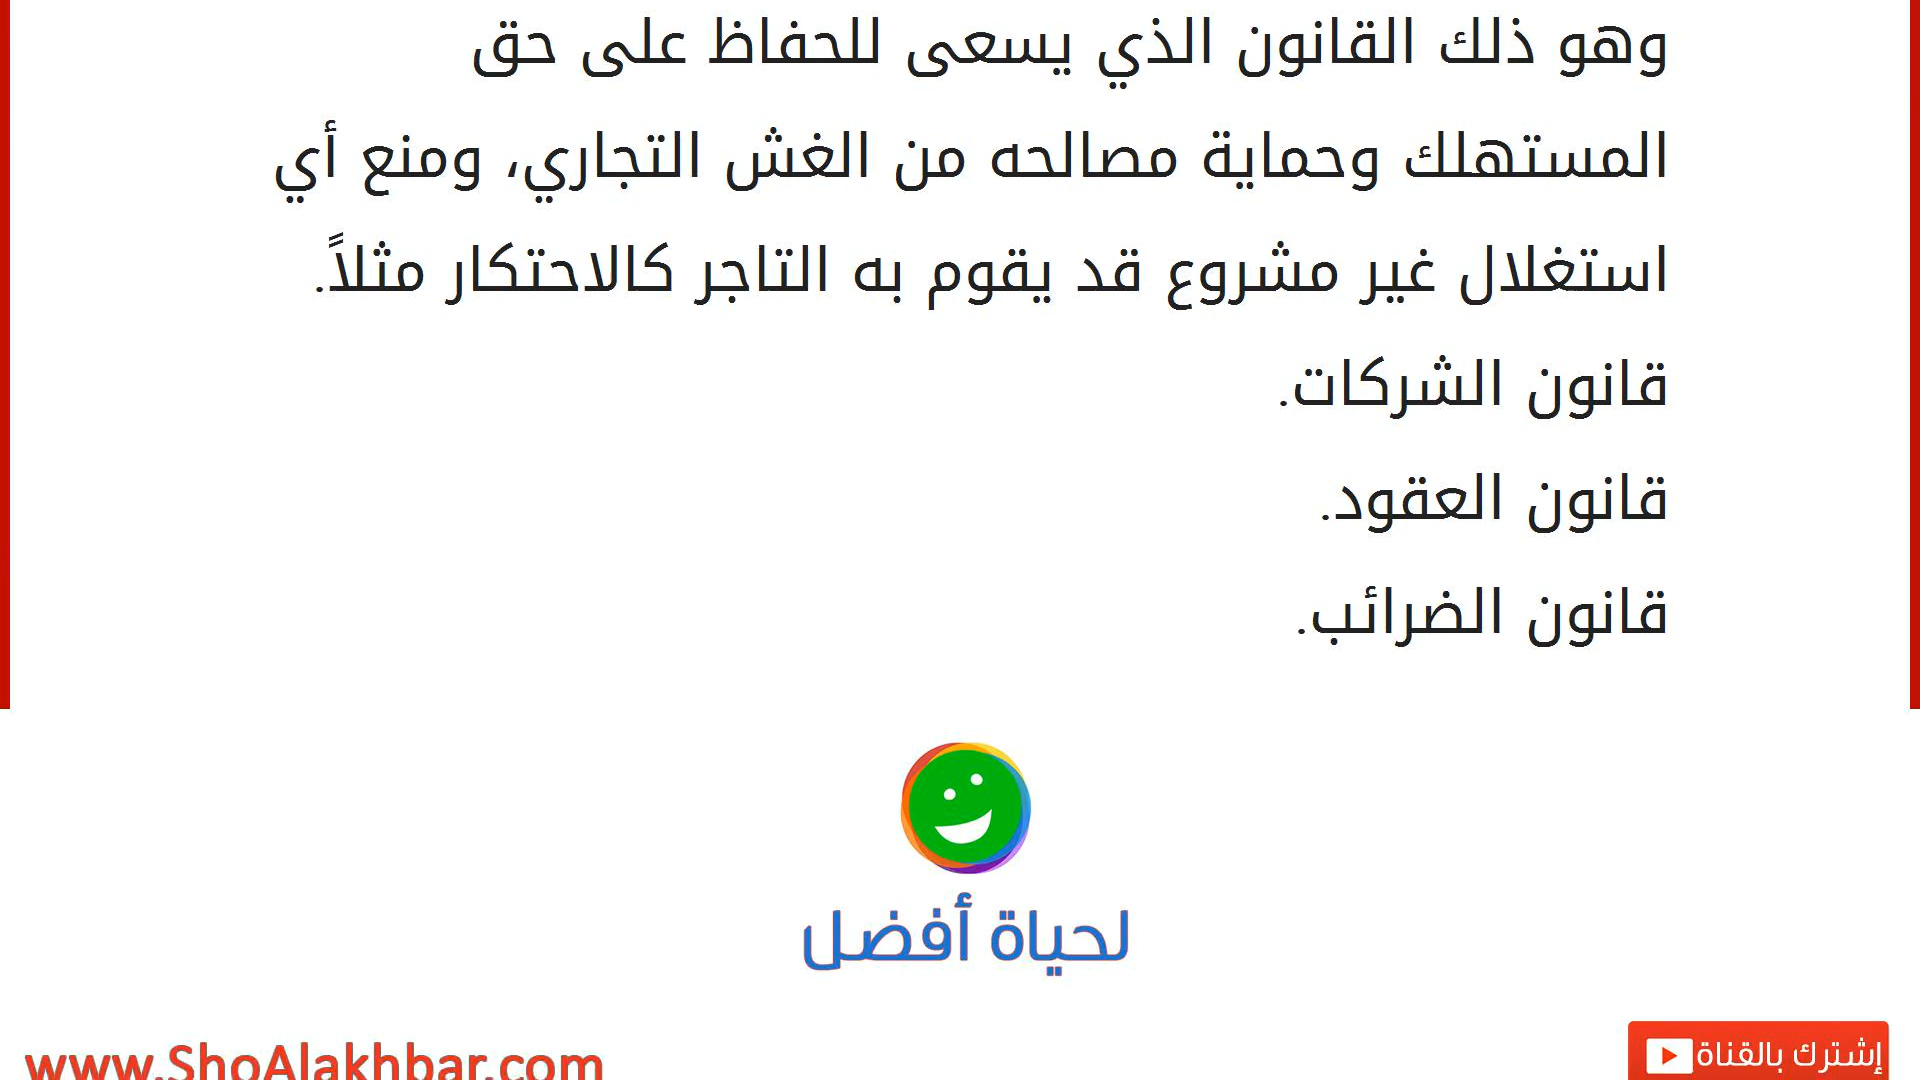 وهو ذلك القانون الذي يسعى للحفاظ على حق
المستهلك وحماية مصالحه من الغش التجاري، ومنع أي
استغلال غير مشروع قد يقوم به التاجر كالاحتكار مثلاً.
قانون الشركات.
قانون العقود.
قانون الضرائب.
لحياة أفضل
www.ShoAlakhbar.com
إشترك بالقناة